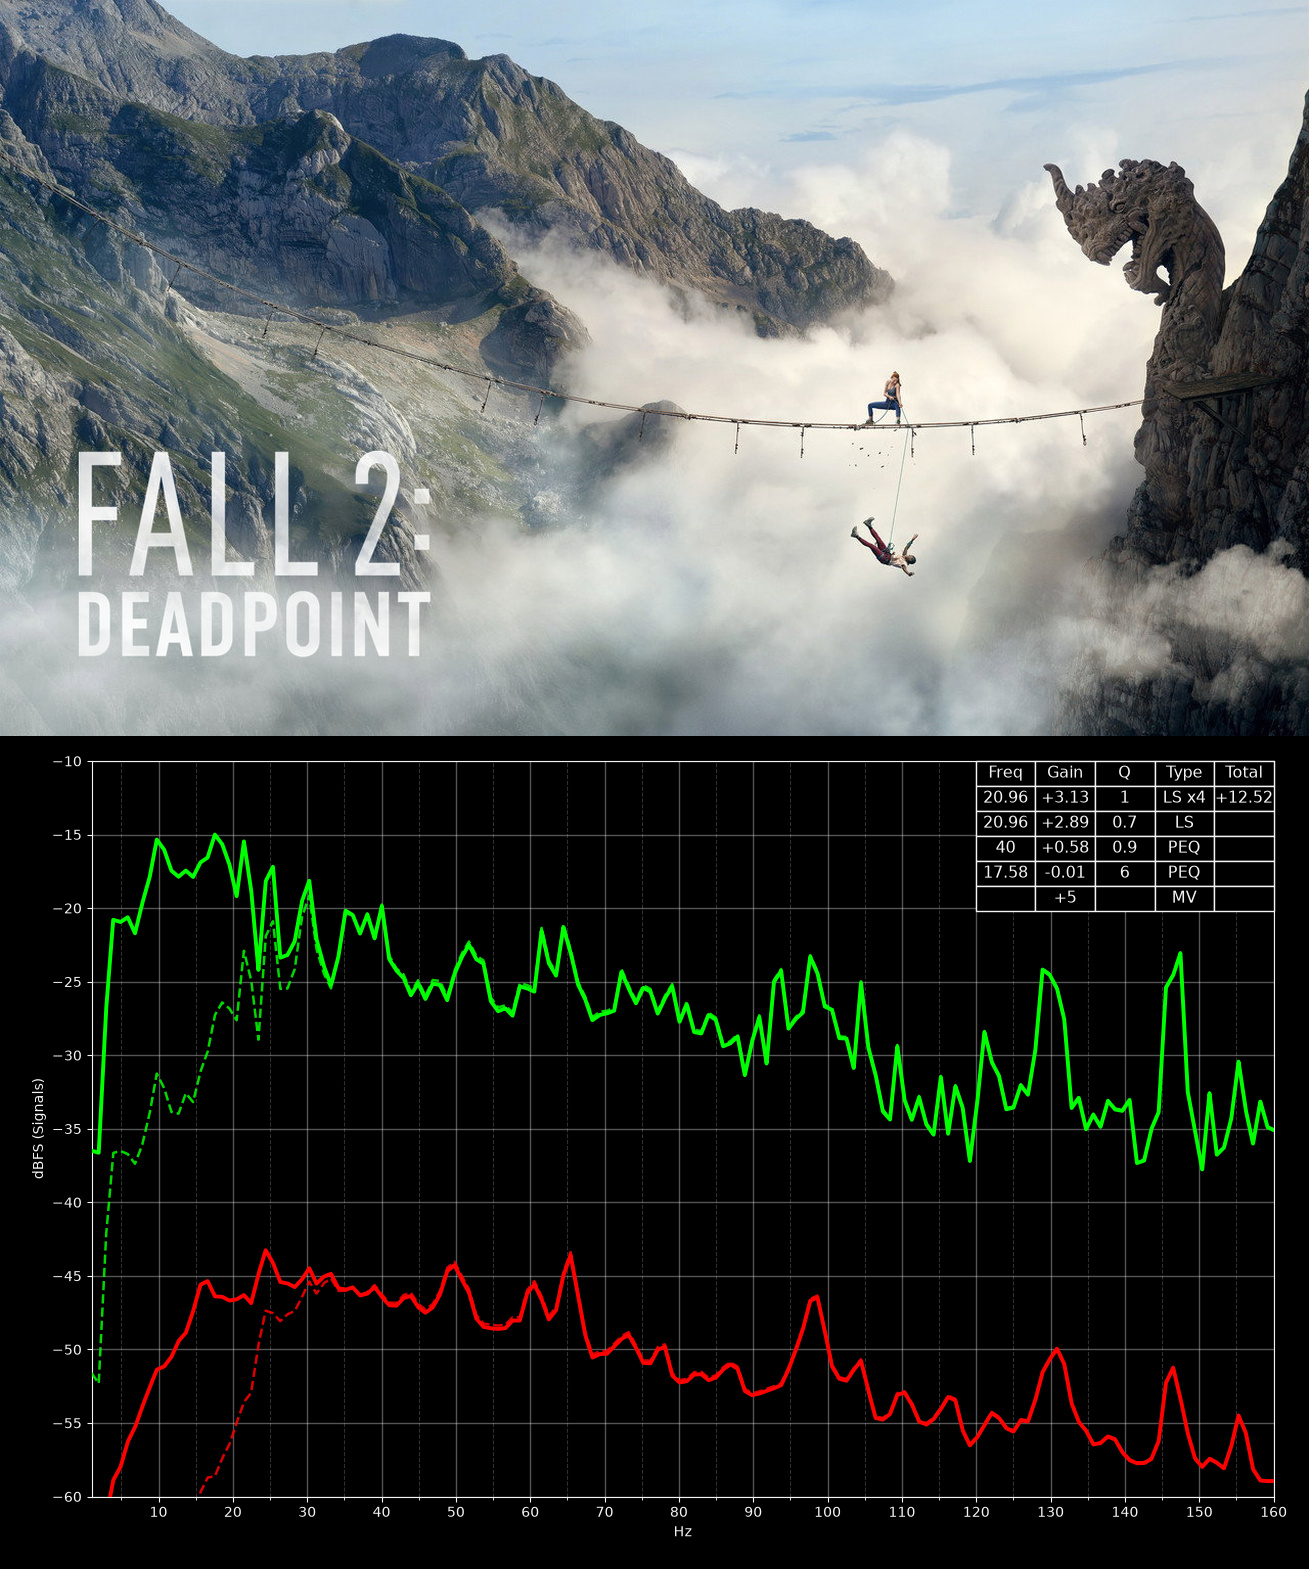 FALL 2:
DEADPOINT
Freq Gain Q Type Total
20.96 +3.13 1 LS x4 +12.52
20.96 +2.89 0.7 LS
40 +0.58 0.9 PEQ
17.58 -0.01 6 PEQ
+5 MV
−10
−15
−20
−25
−30
−35
−40
−45
−50
−55
−60
dBFS (Signals)
10 20 30 40 50 60 70 80 90 100 110 120 130 140 150 160
Hz